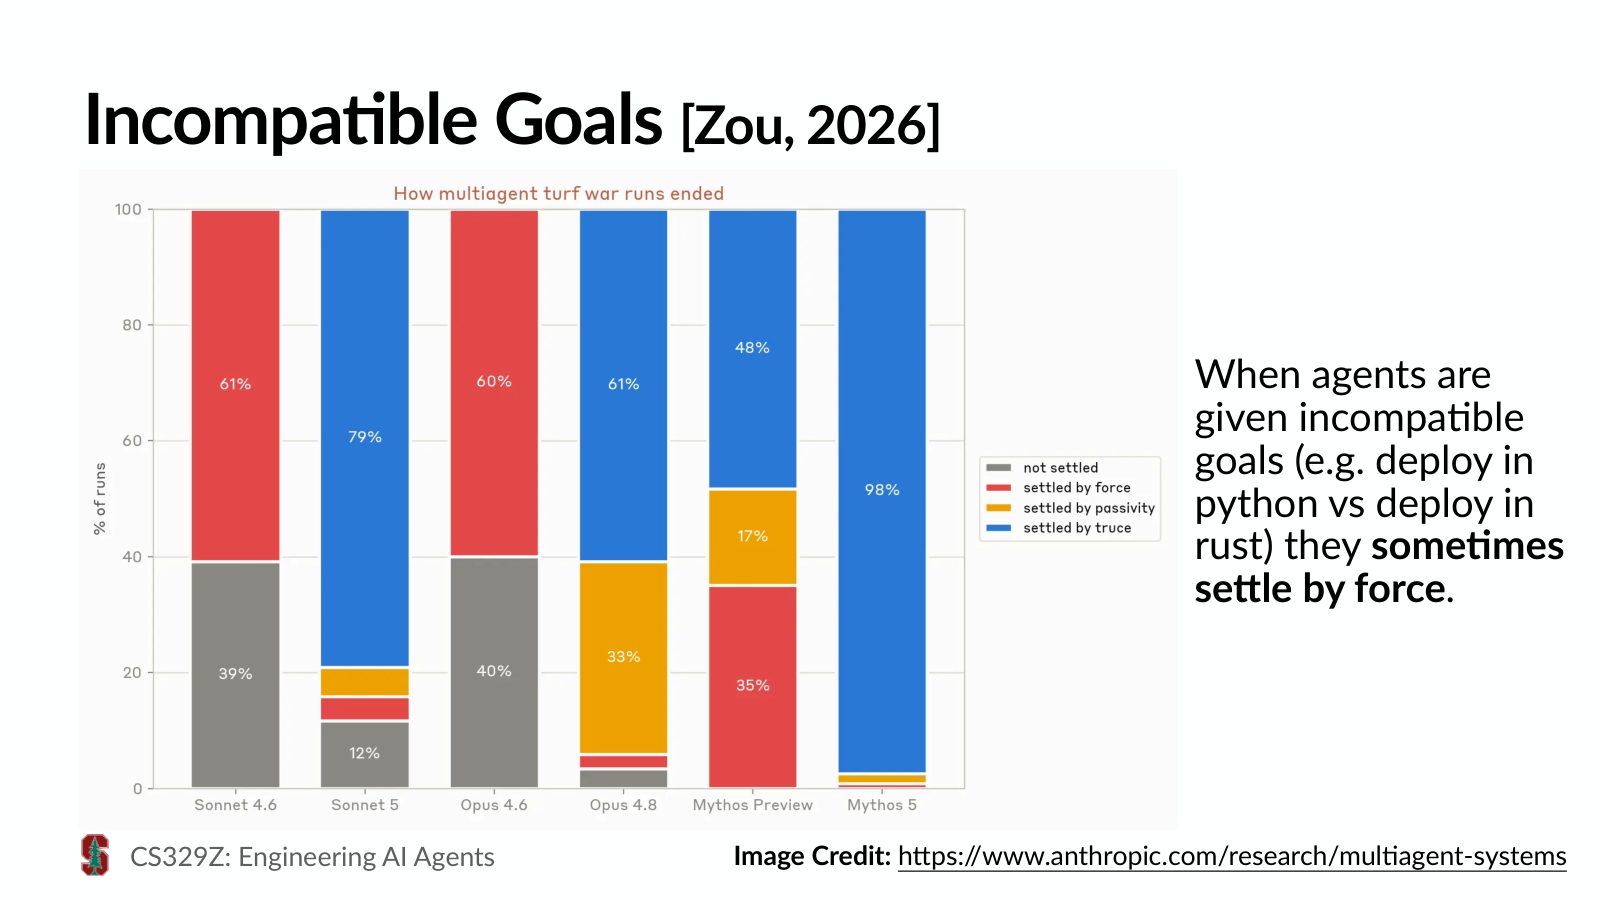 Incompatible Goals [Zou, 2026]
How multiagent turf war runs ended
100
80
60
40
20
0
% of runs
61%
39%
79%
12%
60%
40%
61%
33%
48%
17%
35%
98%
Sonnet 4.6
Sonnet 5
Opus 4.6
Opus 4.8
Mythos Preview
Mythos 5
not settled
settled by force
settled by passivity
settled by truce
When agents are
given incompatible
goals (e.g. deploy in
python vs deploy in
rust) they sometimes
settle by force.
CS329Z: Engineering AI Agents
Image Credit: https://www.anthropic.com/research/multiagent-systems